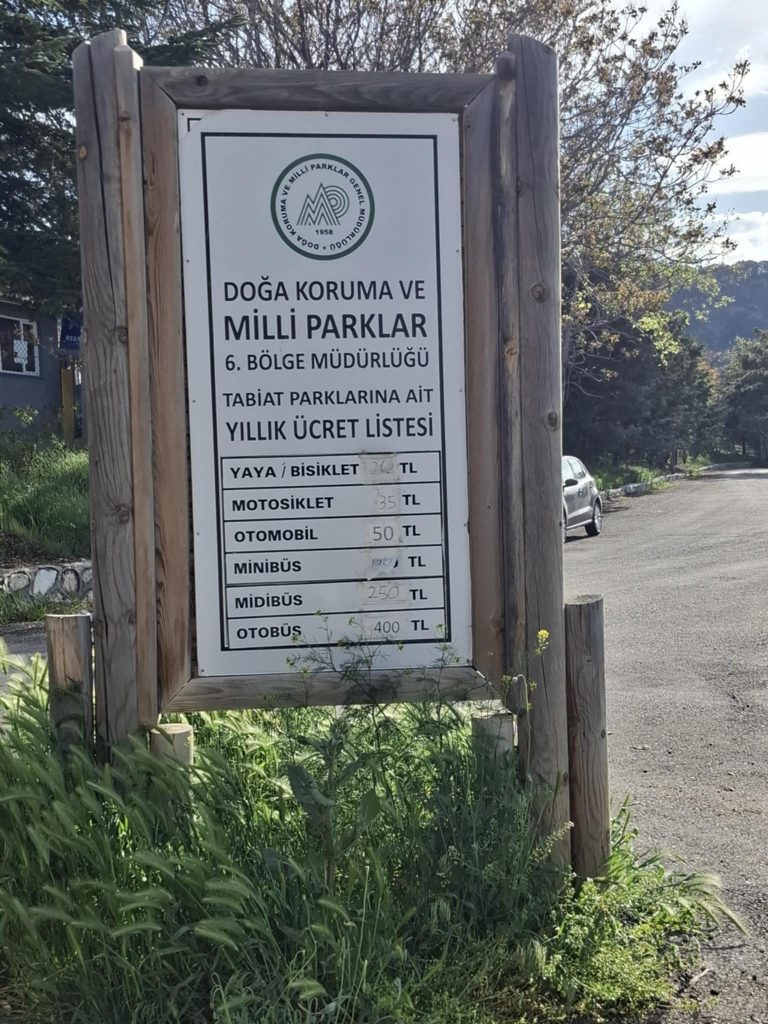 DOĞA KORUMA VE MİLLİ PARKLAR GENEL MÜDÜRLÜĞÜ
MP
1958
DOĞA KORUMA VE
MİLLİ PARKLAR
6. BÖLGE MÜDÜRLÜĞÜ
TABİAT PARKLARINA AİT
YILLIK ÜCRET LİSTESİ
YAYA / BİSİKLET TL
MOTOSİKLET 35 TL
OTOMOBİL 50 TL
MİNİBÜS TL
MİDİBÜS 250 TL
OTOBÜS 400 TL